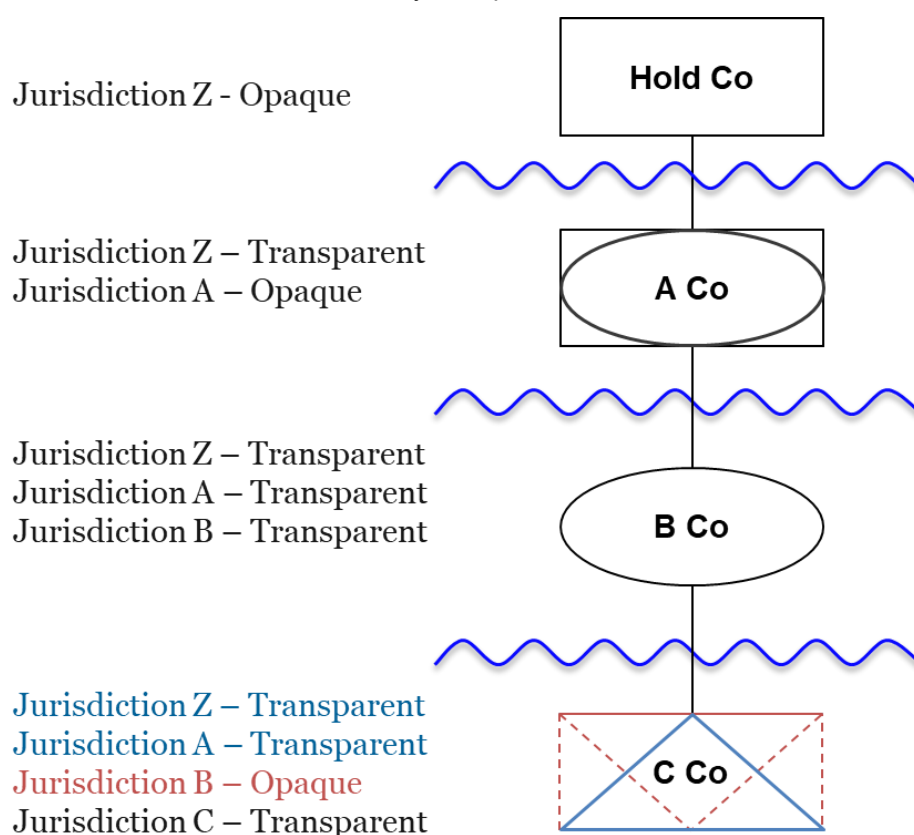 Jurisdiction Z - Opaque
Hold Co
Jurisdiction Z – Transparent
Jurisdiction A – Opaque
A Co
Jurisdiction Z – Transparent
Jurisdiction A – Transparent
Jurisdiction B – Transparent
B Co
Jurisdiction Z – Transparent
Jurisdiction A – Transparent
Jurisdiction B – Opaque
Jurisdiction C – Transparent
C Co